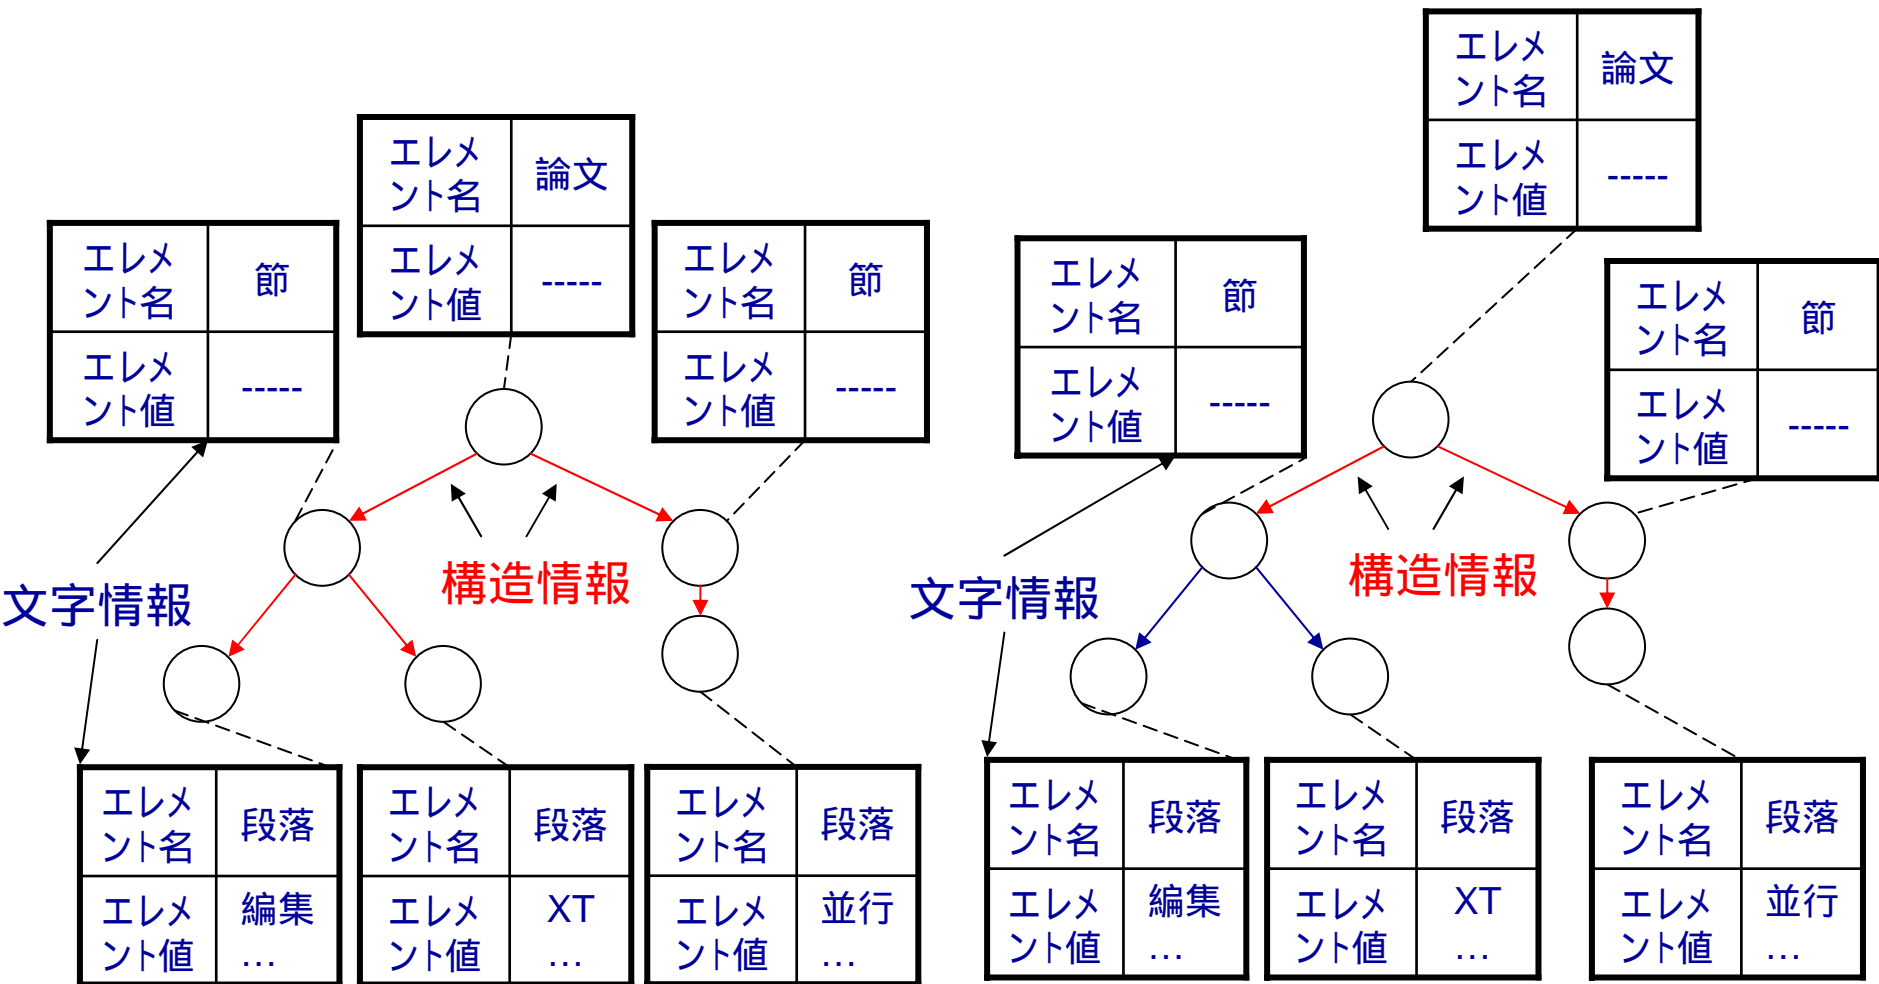 エレメ
ント名
論文
エレメ
ント値
-----
エレメ
ント名
節
エレメ
ント値
-----
エレメ
ント名
節
エレメ
ント値
-----
構造情報
文字情報
エレメ
ント名
段落
エレメ
ント値
編集
…
エレメ
ント名
段落
エレメ
ント値
XT
…
エレメ
ント名
段落
エレメ
ント値
並行
…
エレメ
ント名
論文
エレメ
ント値
-----
エレメ
ント名
節
エレメ
ント値
-----
エレメ
ント名
節
エレメ
ント値
-----
構造情報
文字情報
エレメ
ント名
段落
エレメ
ント値
編集
…
エレメ
ント名
段落
エレメ
ント値
XT
…
エレメ
ント名
段落
エレメ
ント値
並行
…